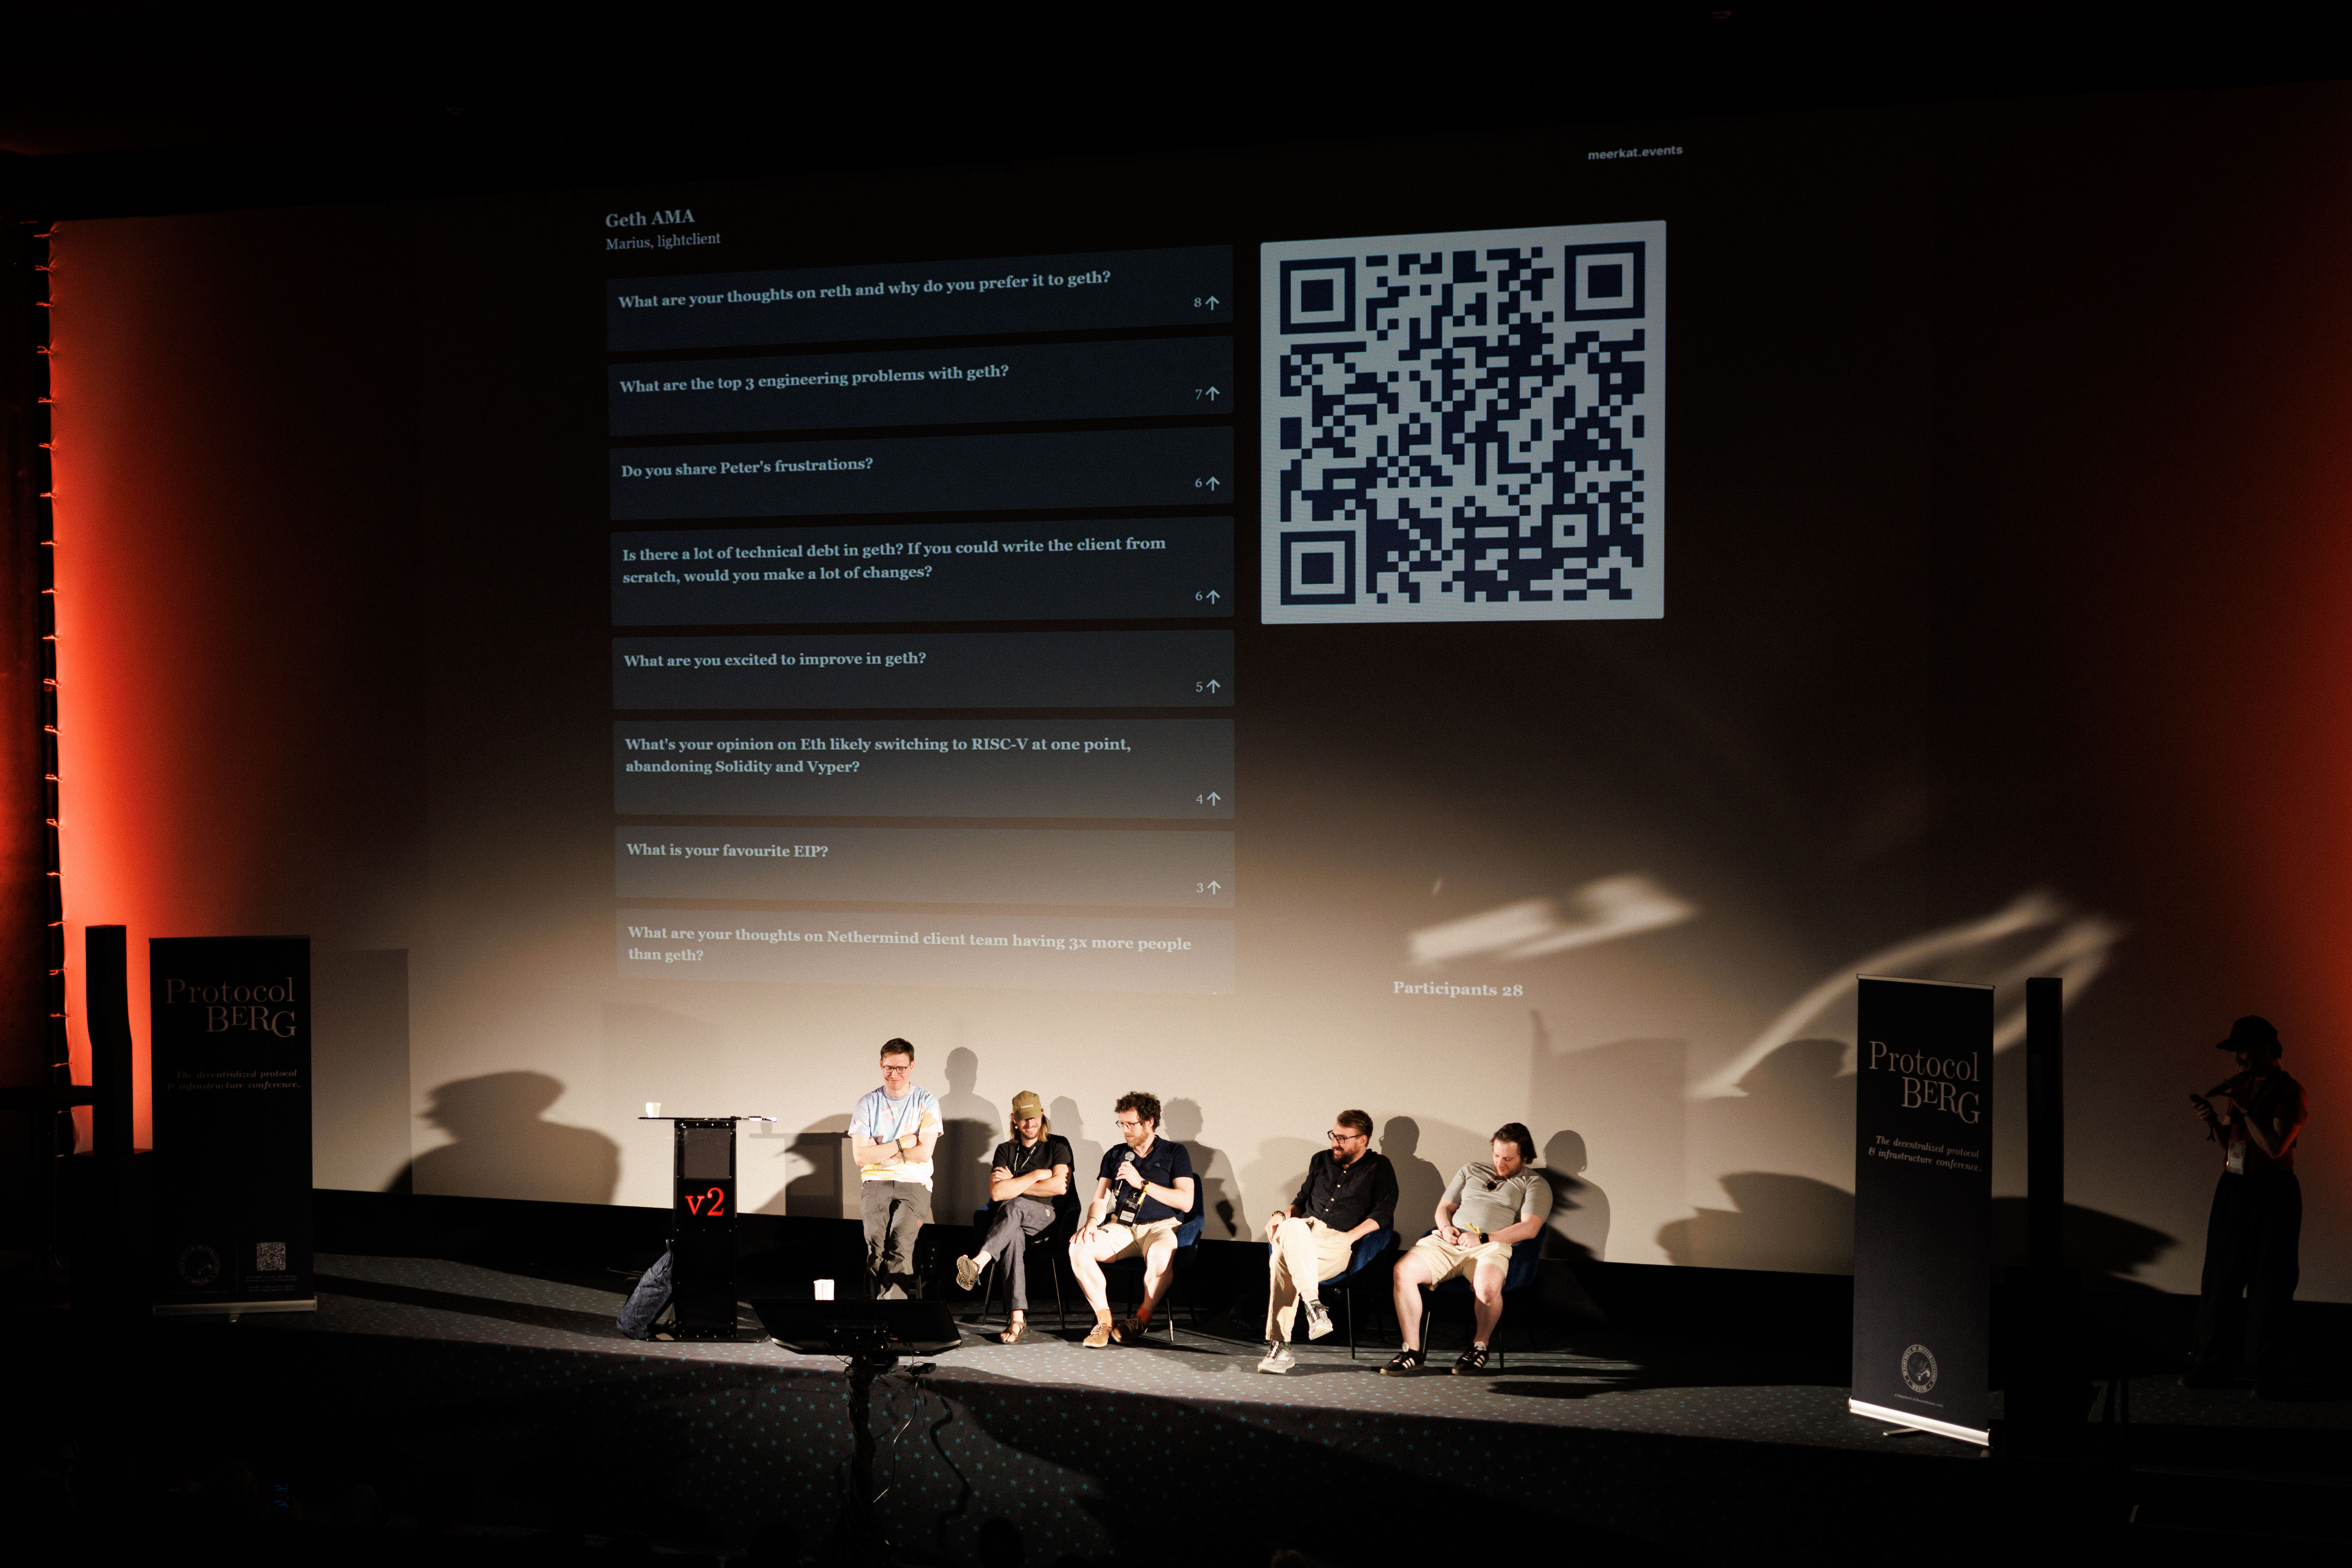 meerkat.events
Geth AMA
Marius, lightclient
What are your thoughts on reth and why do you prefer it to geth?
8
What are the top 3 engineering problems with geth?
7
Do you share Peter's frustrations?
6
Is there a lot of technical debt in geth? If you could write the client from
scratch, would you make a lot of changes?
6
What are you excited to improve in geth?
5
What's your opinion on Eth likely switching to RISC-V at one point,
abandoning Solidity and Vyper?
4
What is your favourite EIP?
3
What are your thoughts on Nethermind client team having 3x more people
than geth?
Participants 28
Protocol
BERG
The decentralized protocol
& infrastructure conference.
v2
Protocol
BERG
The decentralized protocol
& infrastructure conference.